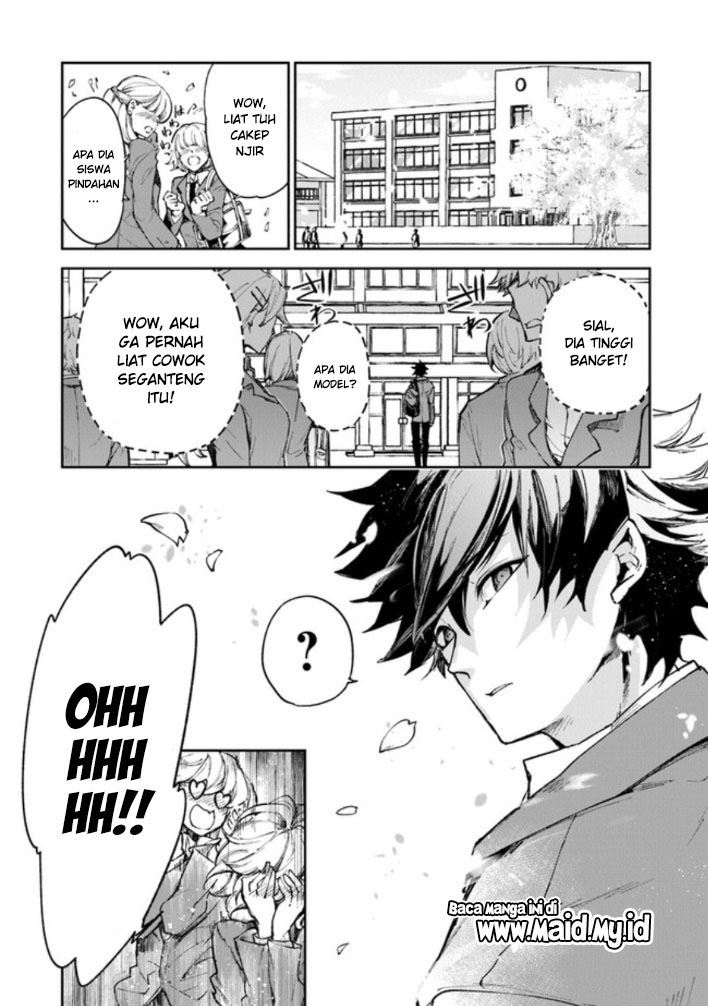 WOW,
LIAT TUH
CAKEP
NJIR
APA DIA
SISWA
PINDAHAN
...
SIAL,
DIA TINGGI
BANGET!
APA DIA
MODEL?
WOW, AKU
GA PERNAH
LIAT COWOK
SEGANTENG
ITU!
?
OHH
HHH
HH!!
Baca Manga ini di
www.Maid.my.id